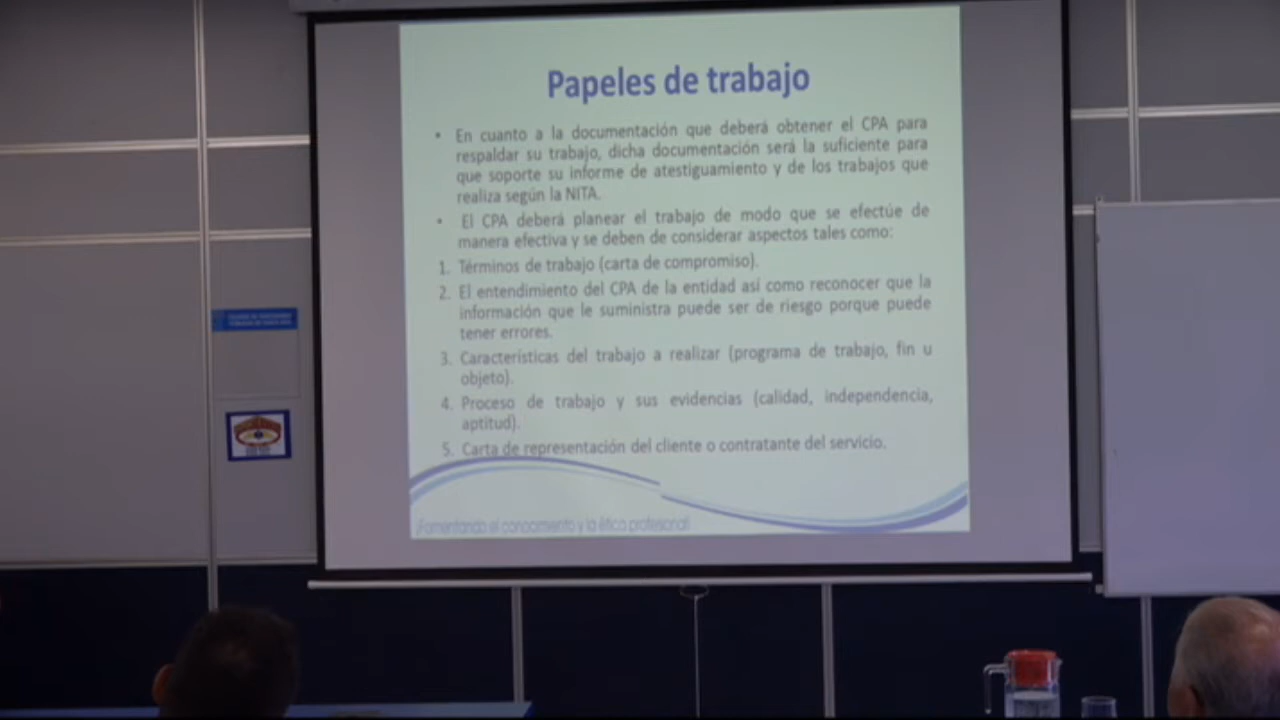 Papeles de trabajo
• En cuanto a la documentación que deberá obtener el CPA para
respaldar su trabajo, dicha documentación será la suficiente para
que soporte su informe de atestiguamiento y de los trabajos que
realiza según la NITA.
• El CPA deberá planear el trabajo de modo que se efectúe de
manera efectiva y se deben de considerar aspectos tales como:
1. Términos de trabajo (carta de compromiso).
2. El entendimiento del CPA de la entidad así como reconocer que la
información que le suministra puede ser de riesgo porque puede
tener errores.
3. Características del trabajo a realizar (programa de trabajo, fin u
objeto).
4. Proceso de trabajo y sus evidencias (calidad, independencia,
aptitud).
5. Carta de representación del cliente o contratante del servicio.
¡Fomentando el conocimiento y la ética profesional!